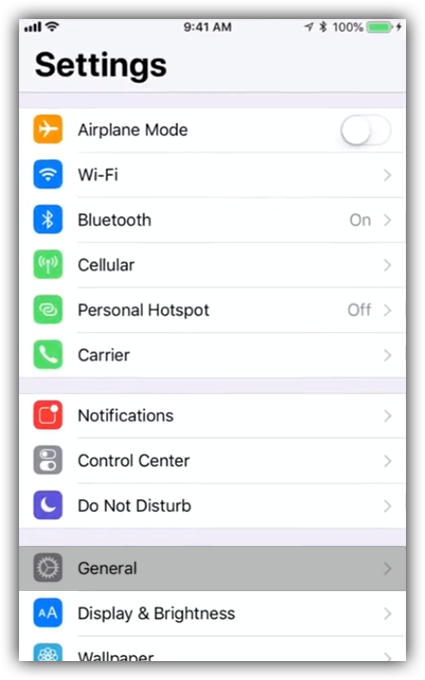 9:41 AM 100%
Settings
Airplane Mode
Wi-Fi
Bluetooth On
Cellular
Personal Hotspot Off
Carrier
Notifications
Control Center
Do Not Disturb
General
AA Display & Brightness
Wallpaper